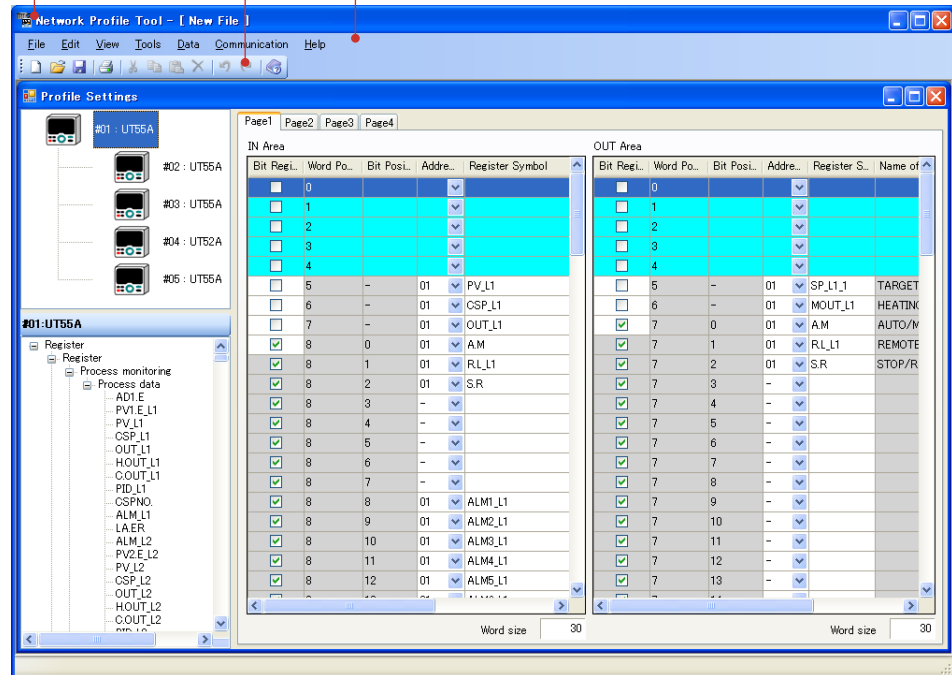 Network Profile Tool - [ New File ]
File Edit View Tools Data Communication Help
Profile Settings
#01 : UT55A
#02 : UT55A
#03 : UT55A
#04 : UT52A
#05 : UT55A
#01:UT55A
Register
Register
Process monitoring
Process data
AD1.E
PV1.E_L1
PV_L1
CSP_L1
OUT_L1
H.OUT_L1
C.OUT_L1
PID_L1
CSPNO.
ALM_L1
LA.ER
ALM_L2
PV2.E_L2
PV_L2
CSP_L2
OUT_L2
H.OUT_L2
C.OUT_L2
Page1 Page2 Page3 Page4
IN Area
Bit Regi... Word Po... Bit Posi... Addre... Register Symbol
0
1
2
3
4
5 - 01 PV_L1
6 - 01 CSP_L1
7 - 01 OUT_L1
8 0 01 A.M
8 1 01 R.L_L1
8 2 01 S.R
8 3 -
8 4 -
8 5 -
8 6 -
8 7 -
8 8 01 ALM1_L1
8 9 01 ALM2_L1
8 10 01 ALM3_L1
8 11 01 ALM4_L1
8 12 01 ALM5_L1
Word size 30
OUT Area
Bit Regi... Word Po... Bit Posi... Addre... Register S... Name of
0
1
2
3
4
5 - 01 SP_L1_1 TARGET
6 - 01 MOUT_L1 HEATING
7 0 01 A.M AUTO/M
7 1 01 R.L_L1 REMOTE
7 2 01 S.R STOP/R
7 3 -
7 4 -
7 5 -
7 6 -
7 7 -
7 8 -
7 9 -
7 10 -
7 11 -
7 12 -
7 13 -
Word size 30